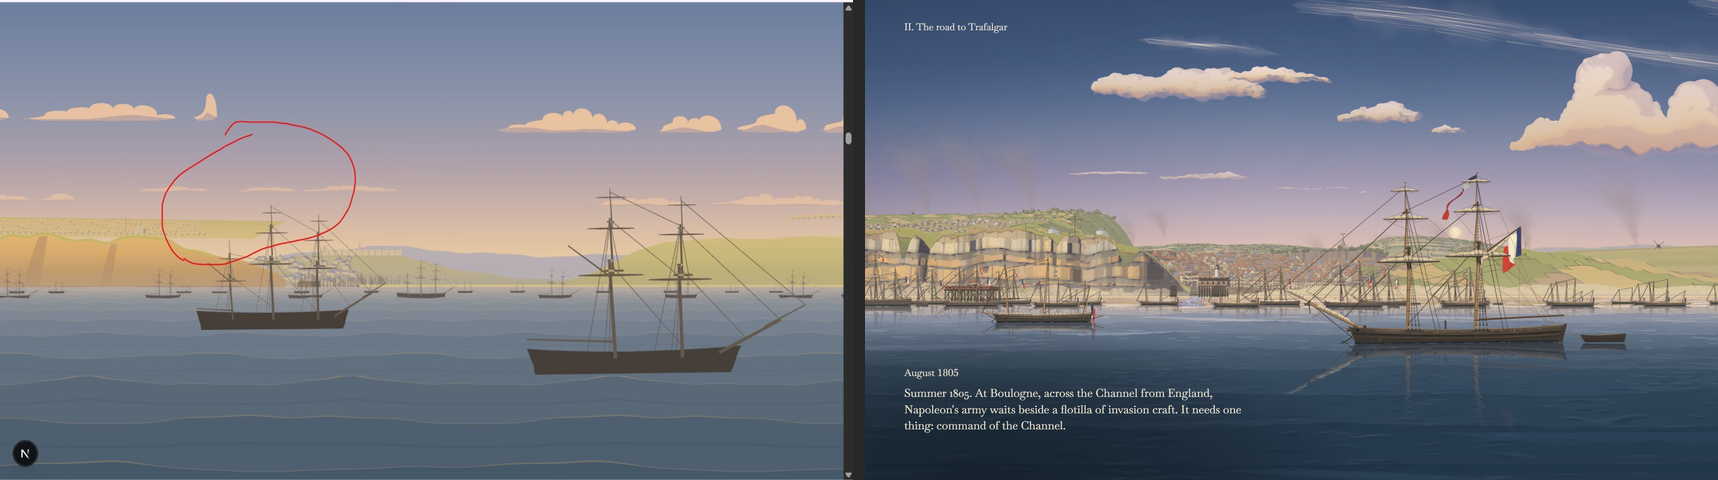 II. The road to Trafalgar
August 1805
Summer 1805. At Boulogne, across the Channel from England,
Napoleon's army waits beside a flotilla of invasion craft. It needs one
thing: command of the Channel.
N